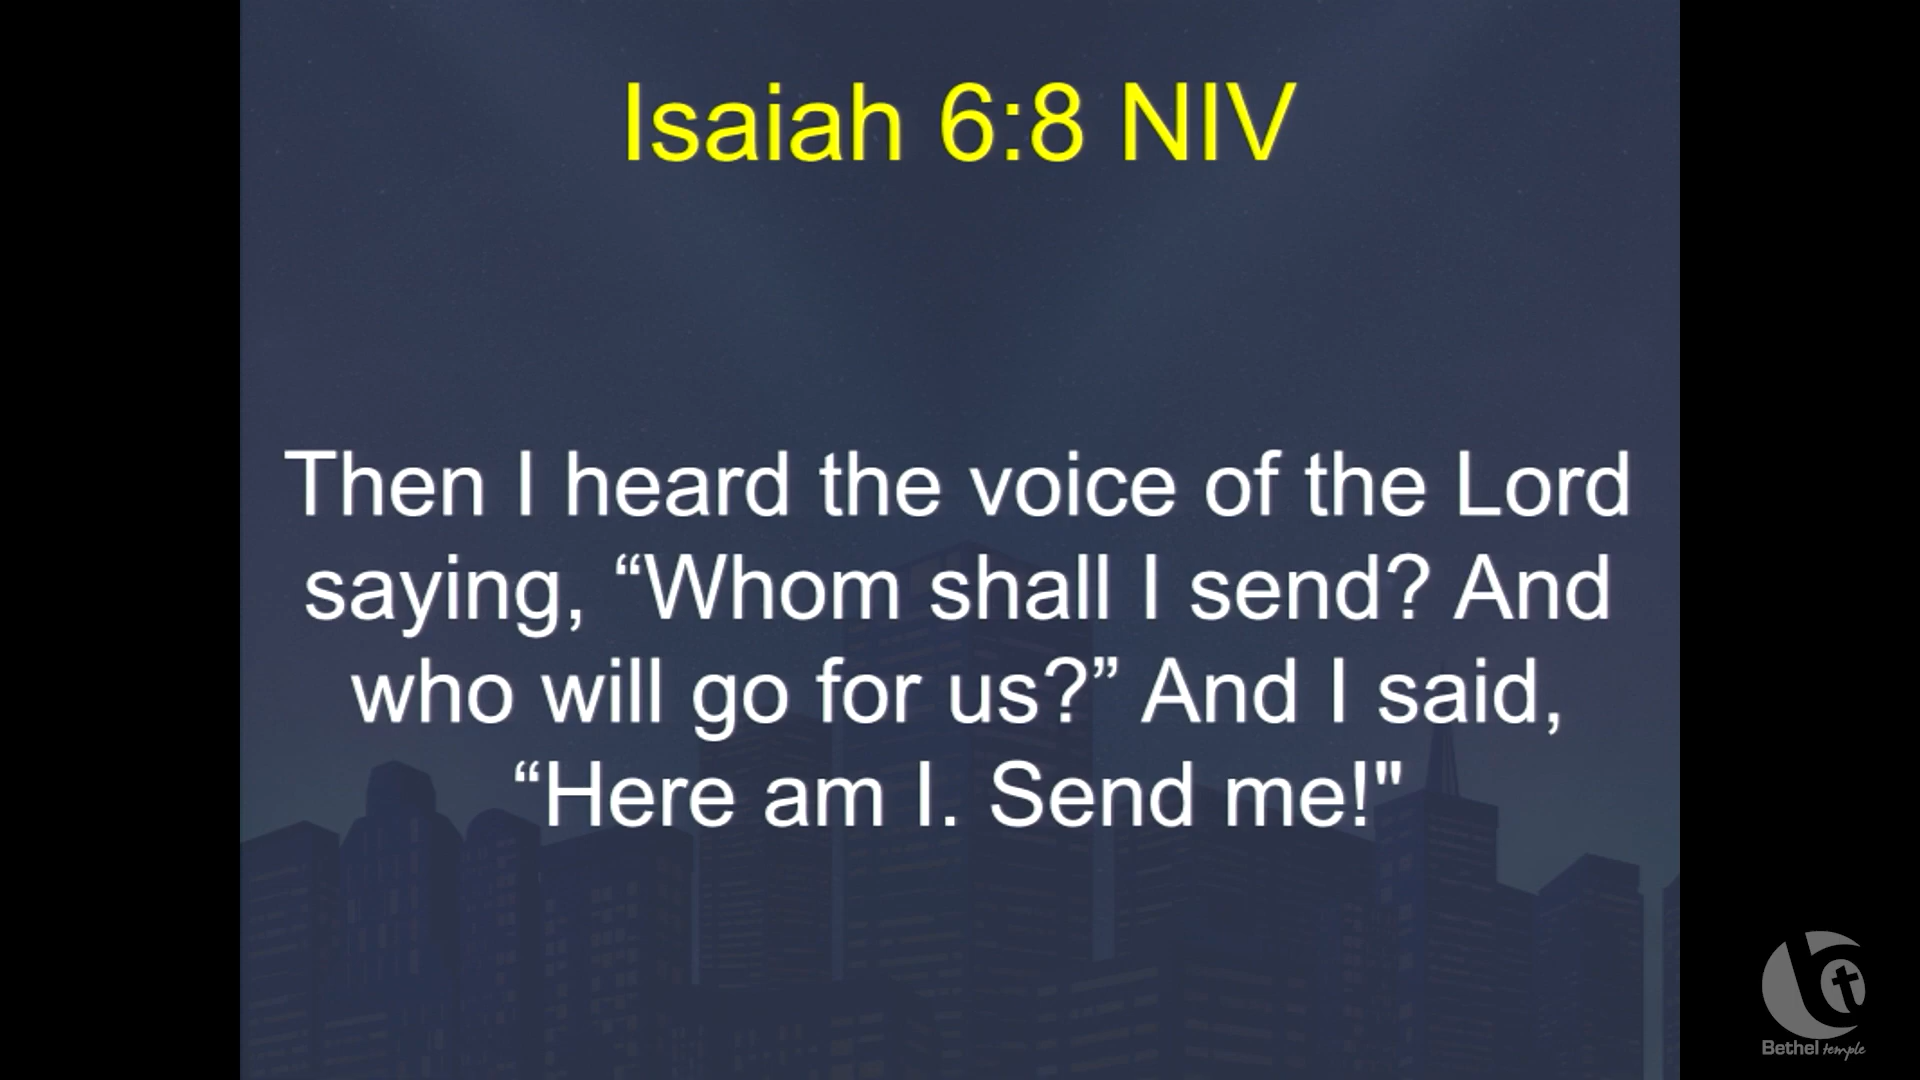 Isaiah 6:8 NIV
Then I heard the voice of the Lord
saying, “Whom shall I send? And
who will go for us?” And I said,
“Here am I. Send me!"
Bethel temple